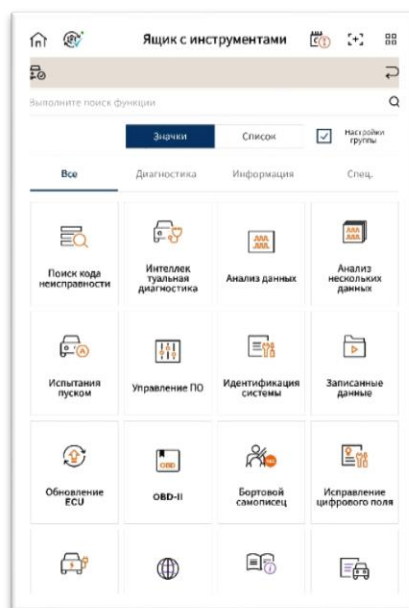 Ящик с инструментами
Выполните поиск функции
Значки Список Настройки
группы
Все Диагностика Информация Спец.
Поиск кода
неисправности
Интеллек
туальная
диагностика
Анализ данных
Анализ
нескольких
данных
Испытания
пуском
Управление ПО
Идентификация
системы
Записанные
данные
Обновление
ECU
OBD
OBD-II
Бортовой
самописец
Исправление
цифрового поля